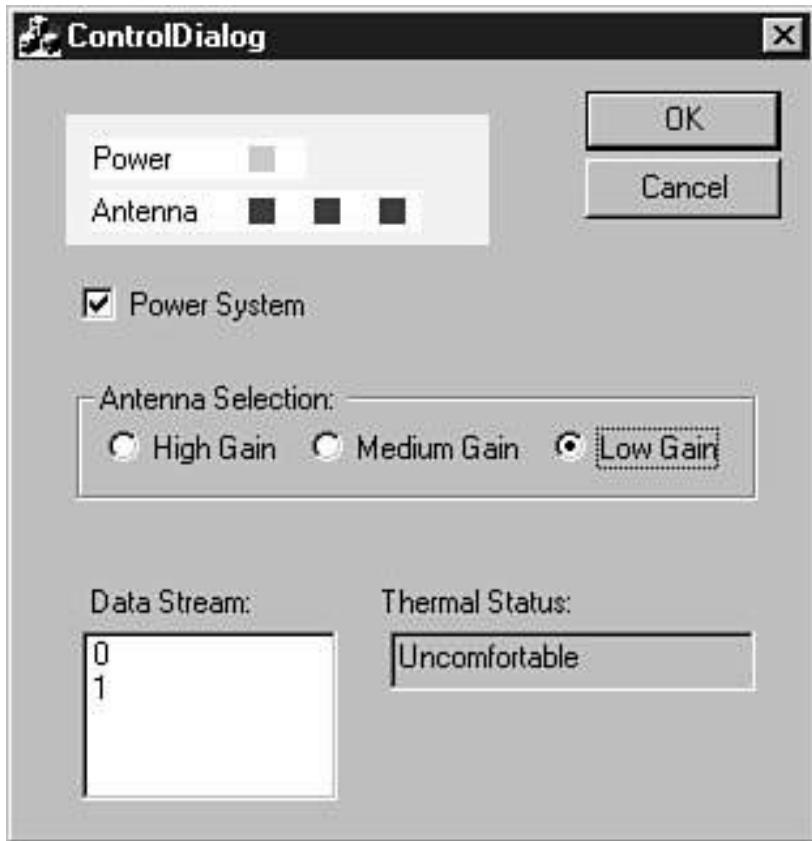 ControlDialog
Power
Antenna
OK
Cancel
Power System
Antenna Selection:
High Gain
Medium Gain
Low Gain
Data Stream:
0
1
Thermal Status:
Uncomfortable